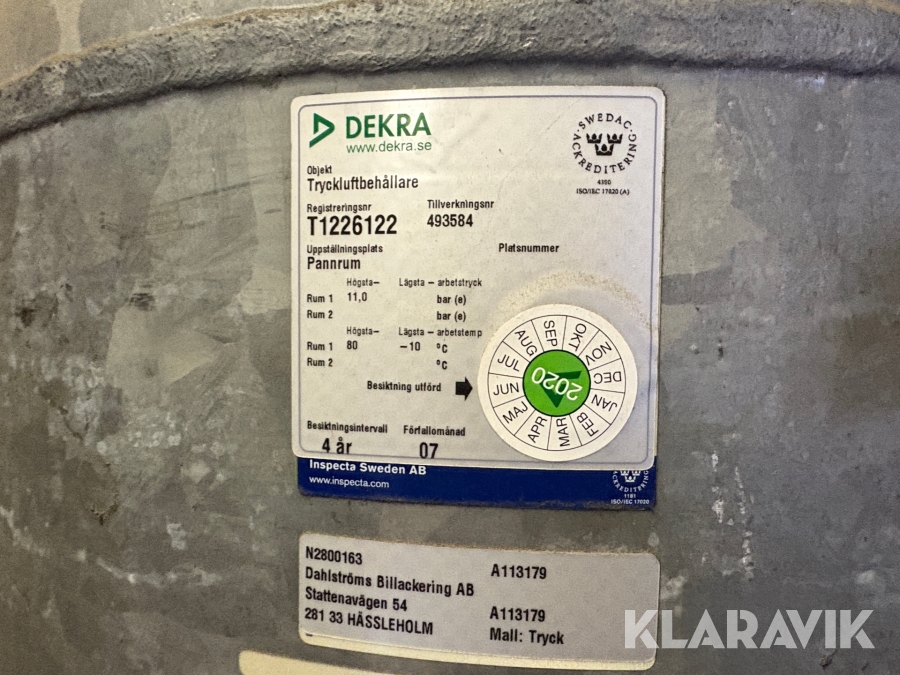 DEKRA
www.dekra.se
SWEDAC
ACKREDITERING
4300
ISO/IEC 17020 (A)
Objekt
Tryckluftbehållare
Registreringsnr Tillverkningsnr
T1226122 493584
Uppställningsplats Platsnummer
Pannrum
Högsta– Lägsta – arbetstryck
Rum 1 11,0 bar (e)
Rum 2 bar (e)
Högsta– Lägsta – arbetstemp
Rum 1 80 –10 °C
Rum 2 °C
Besiktning utförd
JAN FEB MAR APR MAJ JUN JUL AUG SEP OKT NOV DEC
2020
Besiktningsintervall Förfallomånad
4 år 07
Inspecta Sweden AB
www.inspecta.com
ACKREDITERING
1181
ISO/IEC 17020
N2800163 A113179
Dahlströms Billackering AB
Stattenavägen 54 A113179
281 33 HÄSSLEHOLM Mall: Tryck
KLARAVIK